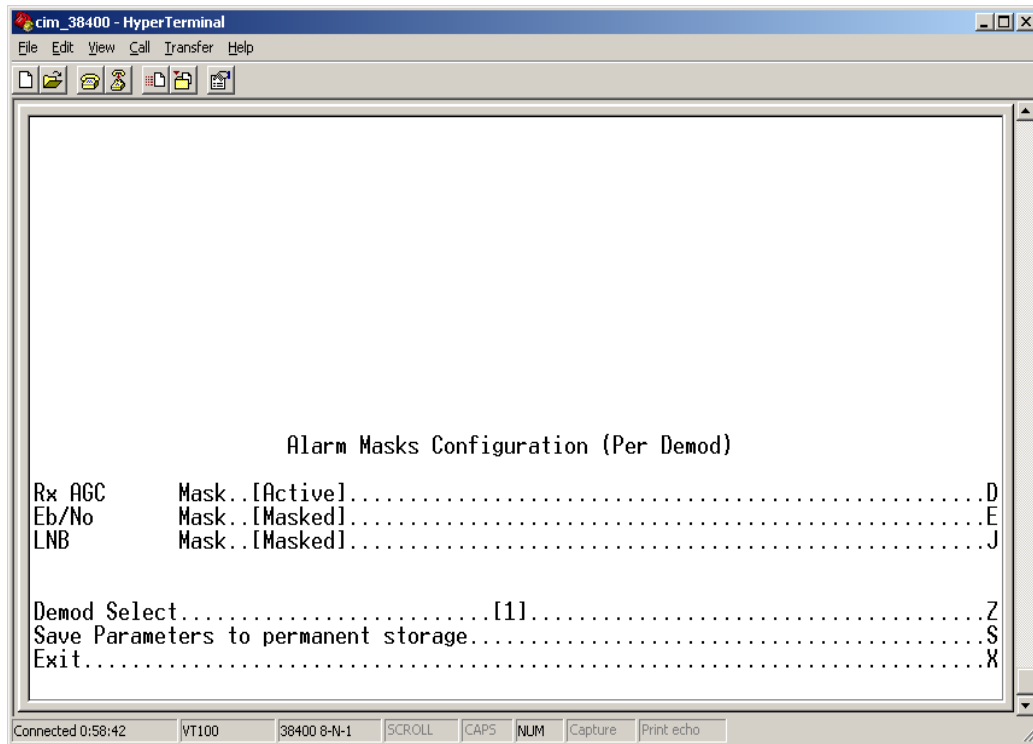 cim_38400 - HyperTerminal
File Edit View Call Transfer Help
Alarm Masks Configuration (Per Demod)
Rx AGC Mask..[Active]..........................................................D
Eb/No Mask..[Masked]..........................................................E
LNB Mask..[Masked]..........................................................J
Demod Select............................[1]..........................................Z
Save Parameters to permanent storage...............................................S
Exit...................................................................................X
Connected 0:58:42 VT100 38400 8-N-1 SCROLL CAPS NUM Capture Print echo